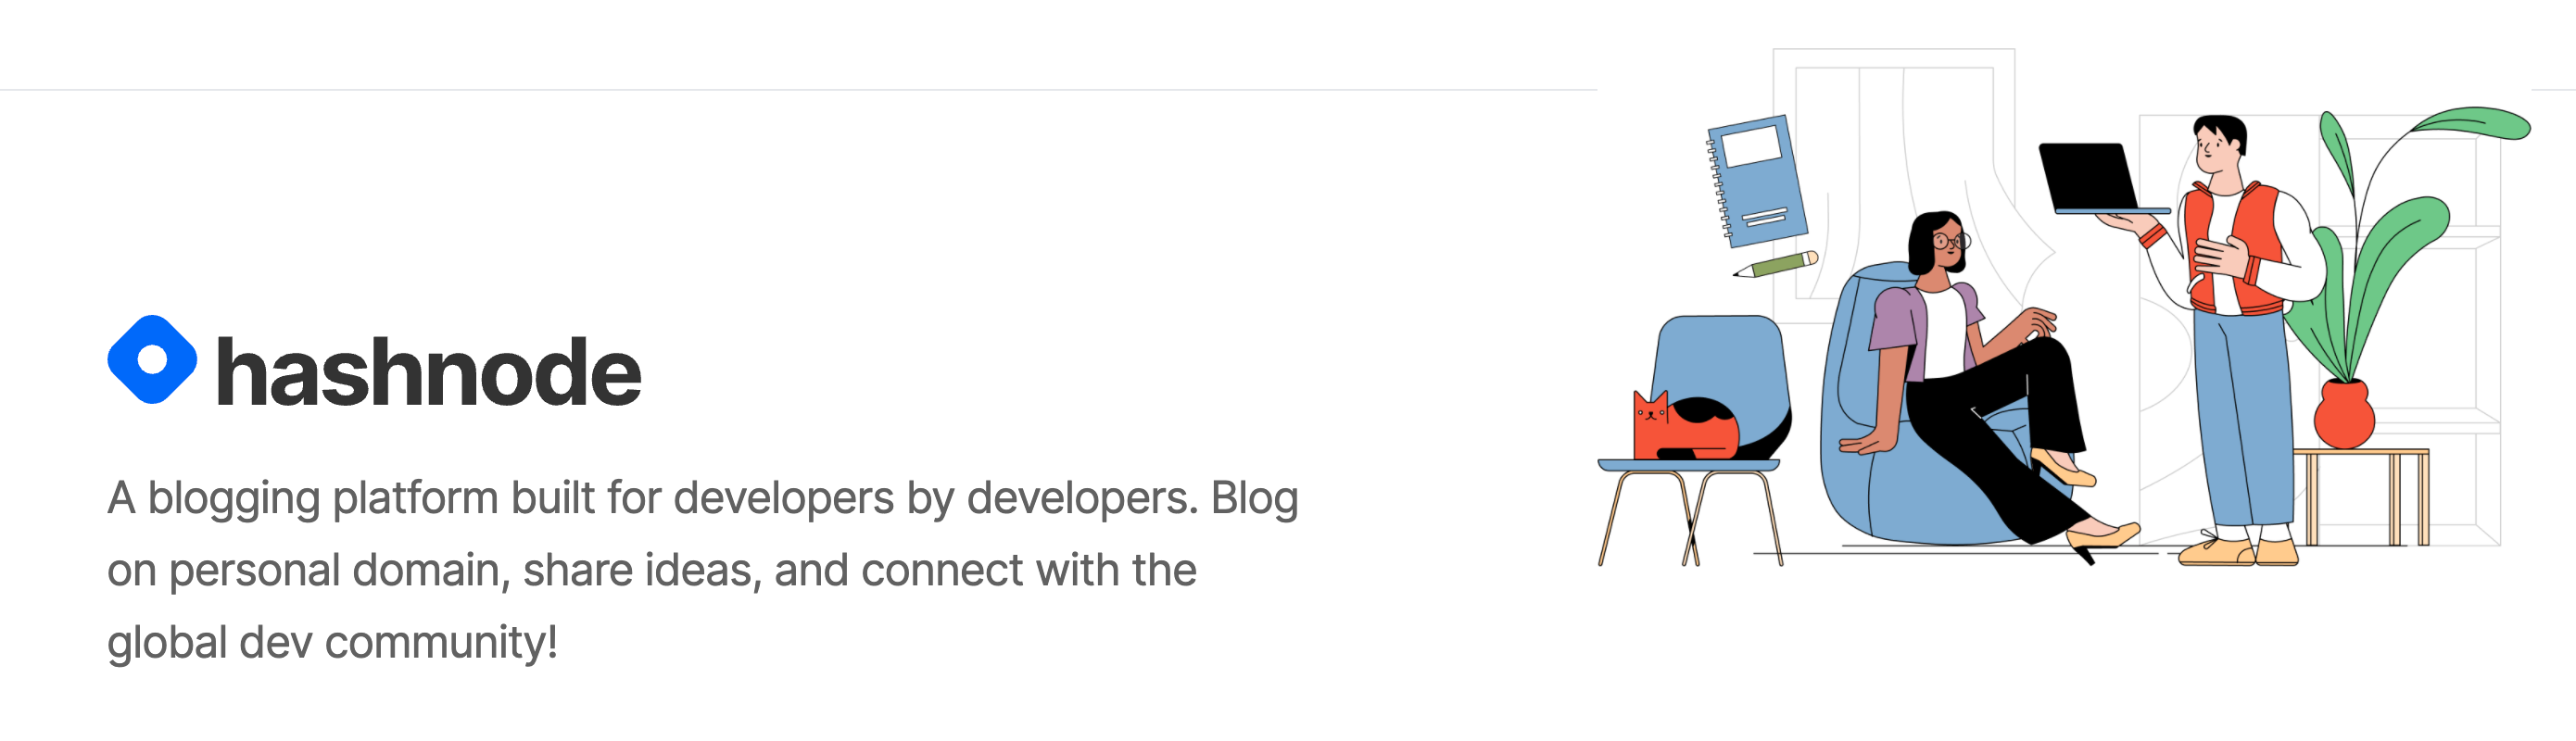 hashnode
A blogging platform built for developers by developers. Blog
on personal domain, share ideas, and connect with the
global dev community!